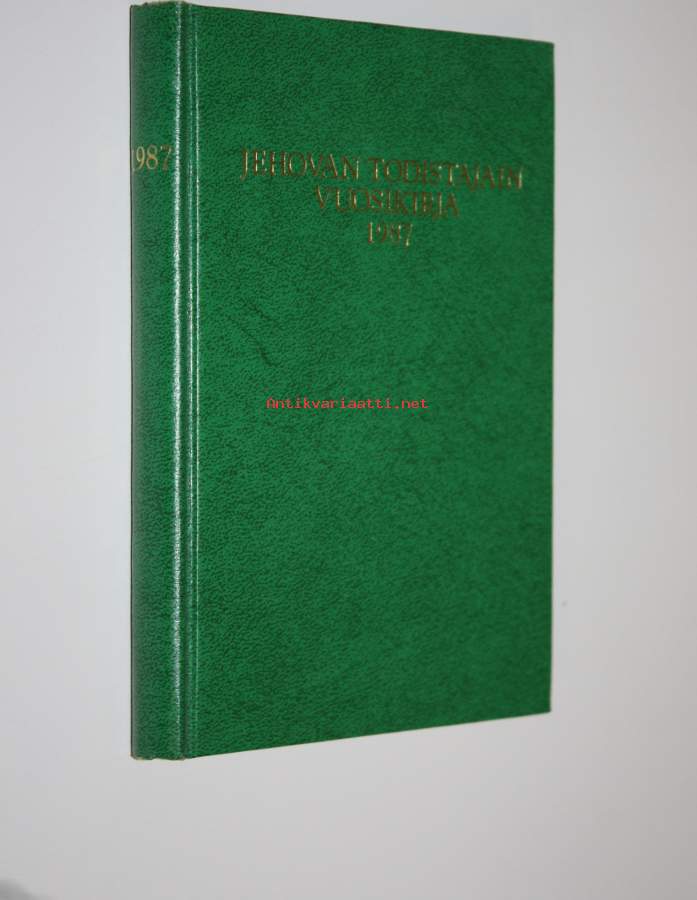 1987
JEHOVAN TODISTAJAIN
VUOSIKIRJA
1987
Antikvariaatti.net